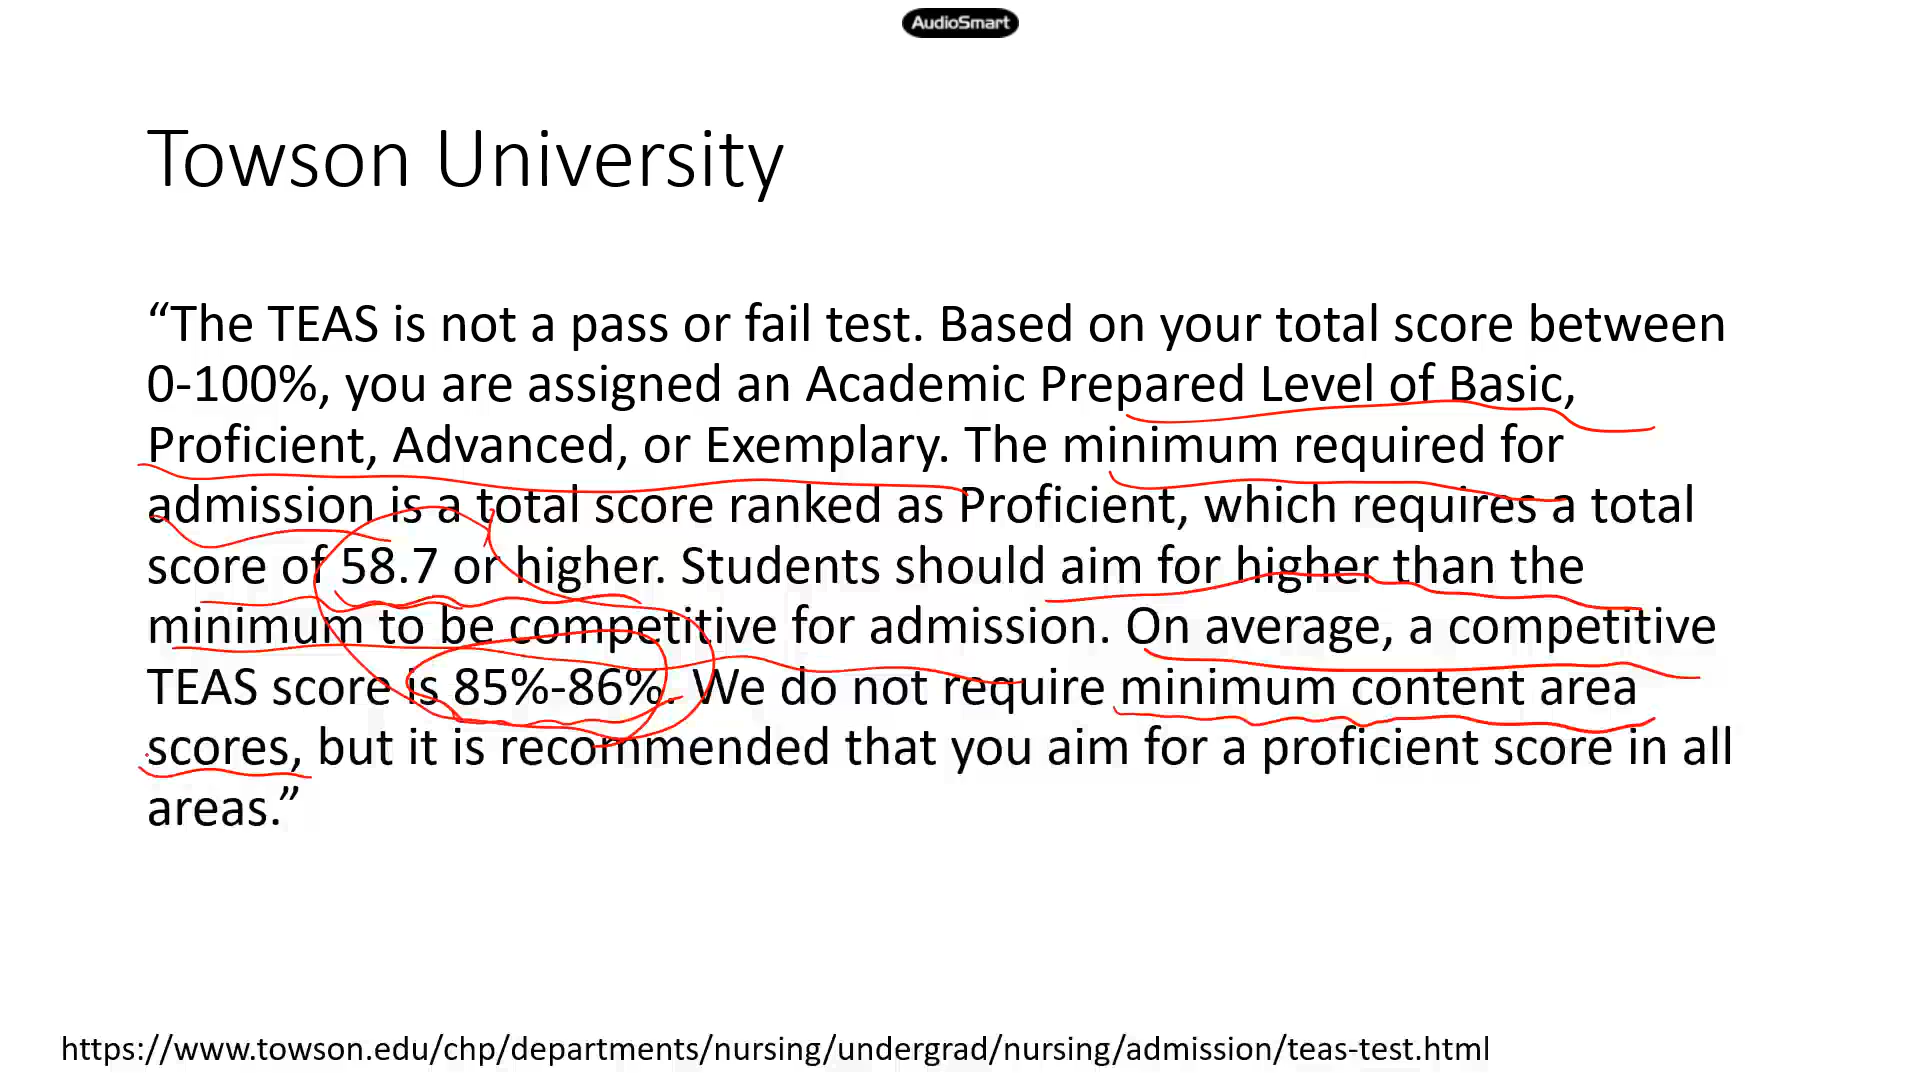 AudioSmart
Towson University
“The TEAS is not a pass or fail test. Based on your total score between
0-100%, you are assigned an Academic Prepared Level of Basic,
Proficient, Advanced, or Exemplary. The minimum required for
admission is a total score ranked as Proficient, which requires a total
score of 58.7 or higher. Students should aim for higher than the
minimum to be competitive for admission. On average, a competitive
TEAS score is 85%-86%. We do not require minimum content area
scores, but it is recommended that you aim for a proficient score in all
areas.”
https://www.towson.edu/chp/departments/nursing/undergrad/nursing/admission/teas-test.html